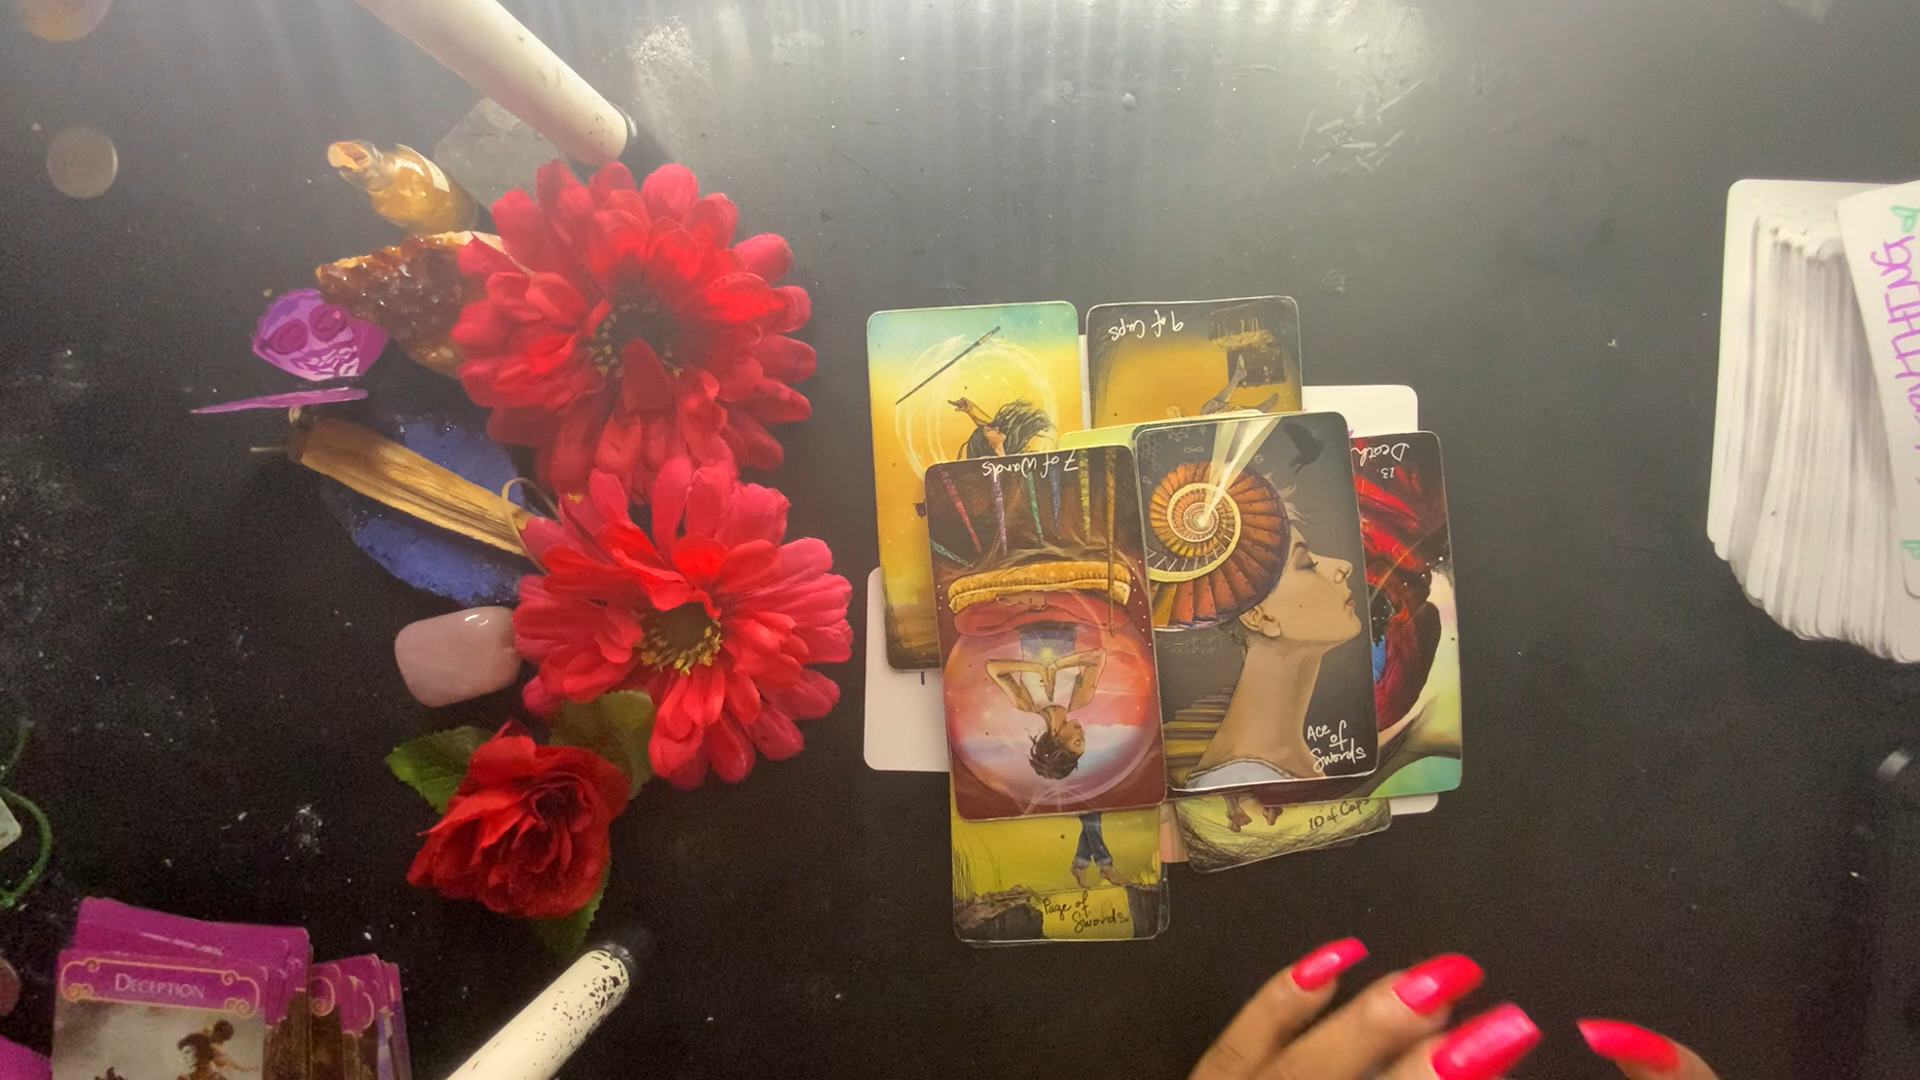 9 of Cups
7 of Wands
13.
Death
Ace
of
Swords
10 of Cups
Page of
Swords
DECEPTION